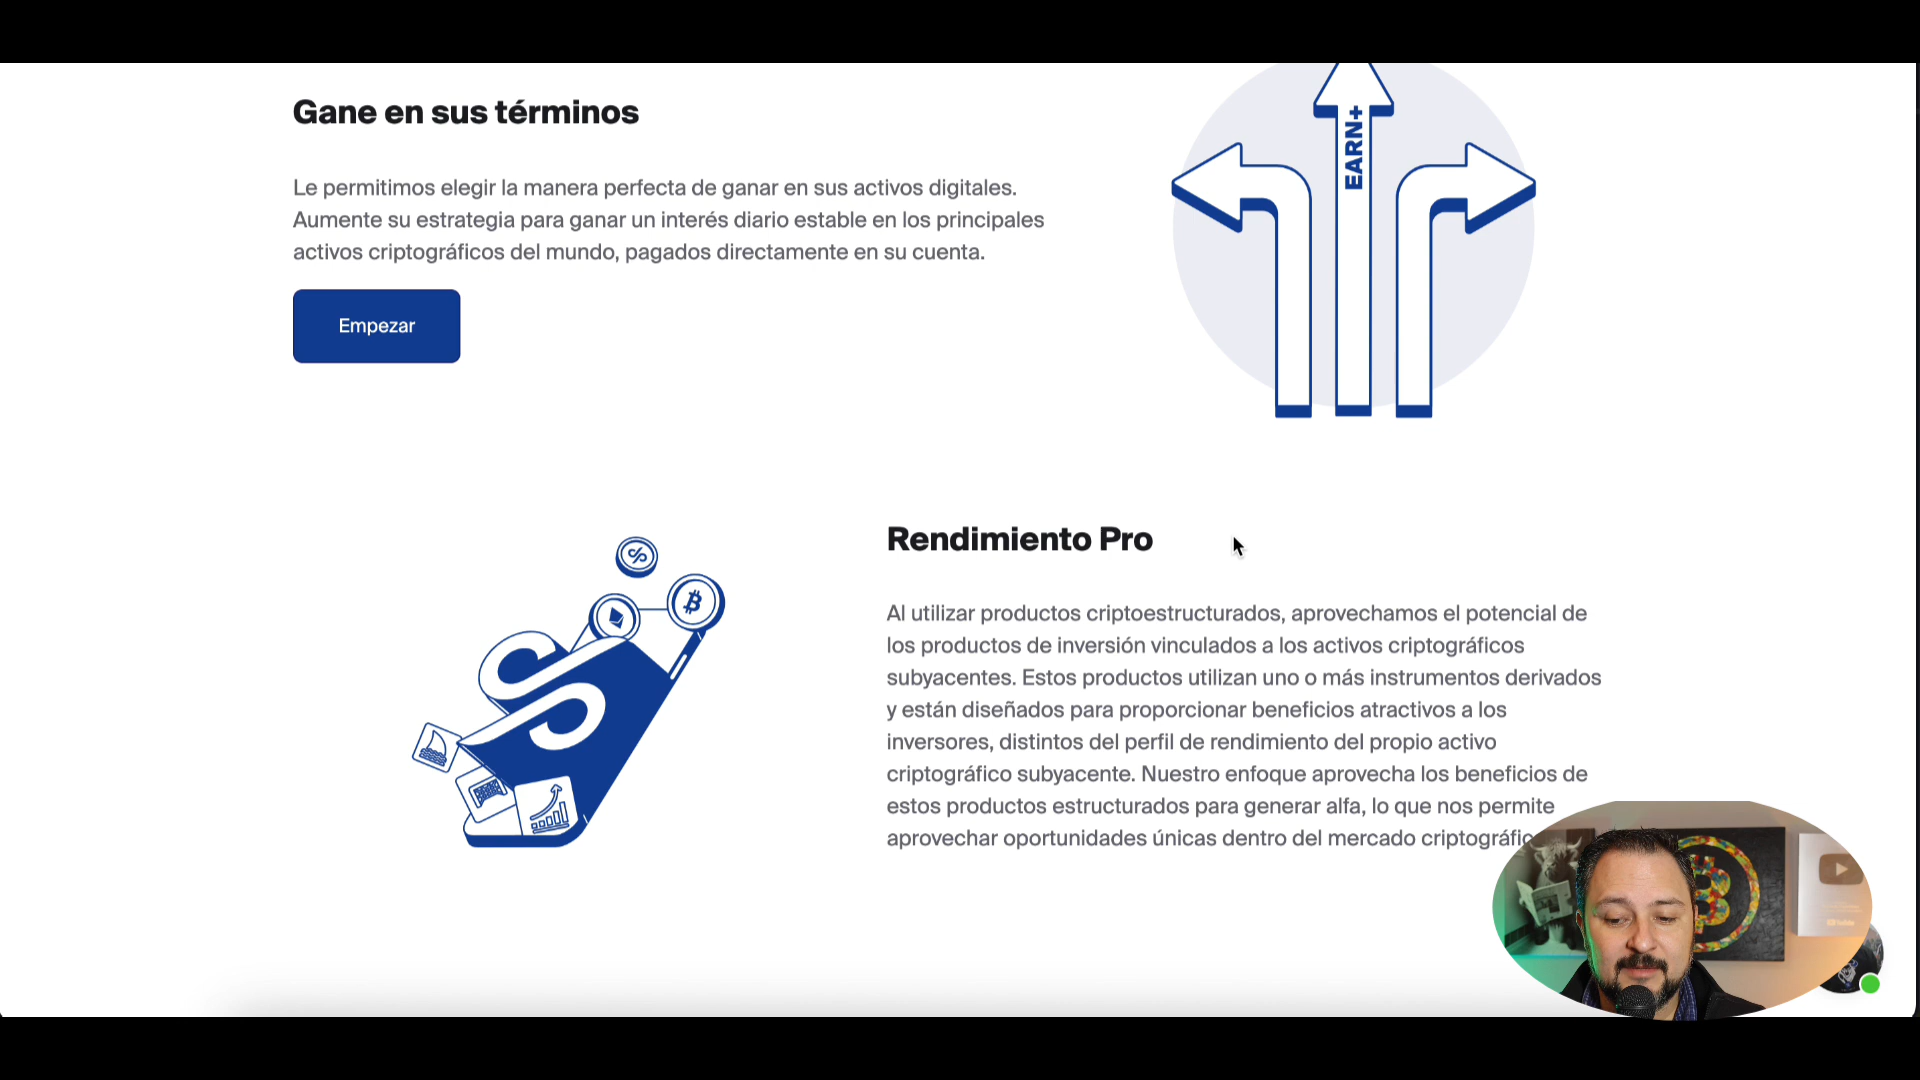 Gane en sus términos
Le permitimos elegir la manera perfecta de ganar en sus activos digitales.
Aumente su estrategia para ganar un interés diario estable en los principales
activos criptográficos del mundo, pagados directamente en su cuenta.
Empezar
EARN+
Rendimiento Pro
Al utilizar productos criptoestructurados, aprovechamos el potencial de
los productos de inversión vinculados a los activos criptográficos
subyacentes. Estos productos utilizan uno o más instrumentos derivados
y están diseñados para proporcionar beneficios atractivos a los
inversores, distintos del perfil de rendimiento del propio activo
criptográfico subyacente. Nuestro enfoque aprovecha los beneficios de
estos productos estructurados para generar alfa, lo que nos permite
aprovechar oportunidades únicas dentro del mercado